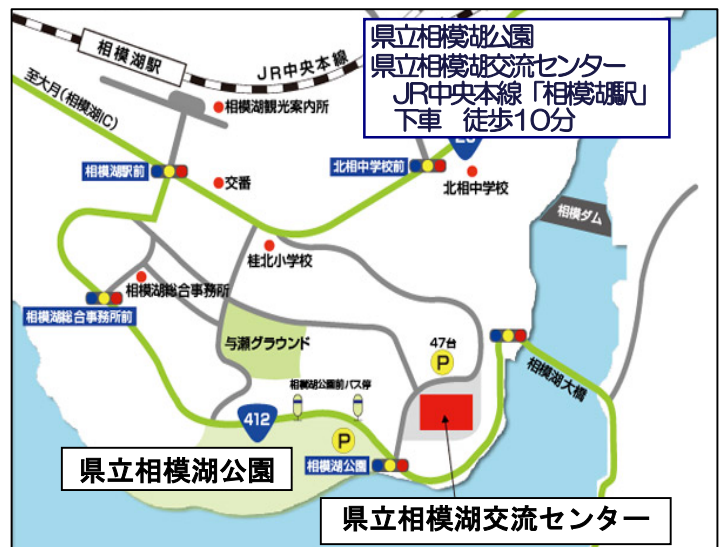 県立相模湖公園
県立相模湖交流センター
JR中央本線「相模湖駅」
下車　徒歩１０分
相模湖駅
JR中央本線
至大月(相模湖IC)
相模湖観光案内所
相模湖駅前
交番
北相中学校前
20
北相中学校
相模ダム
桂北小学校
相模湖総合事務所
相模湖総合事務所前
与瀬グラウンド
47台
P
相模湖大橋
相模湖公園前バス停
412
P
相模湖公園
県立相模湖公園
県立相模湖交流センター